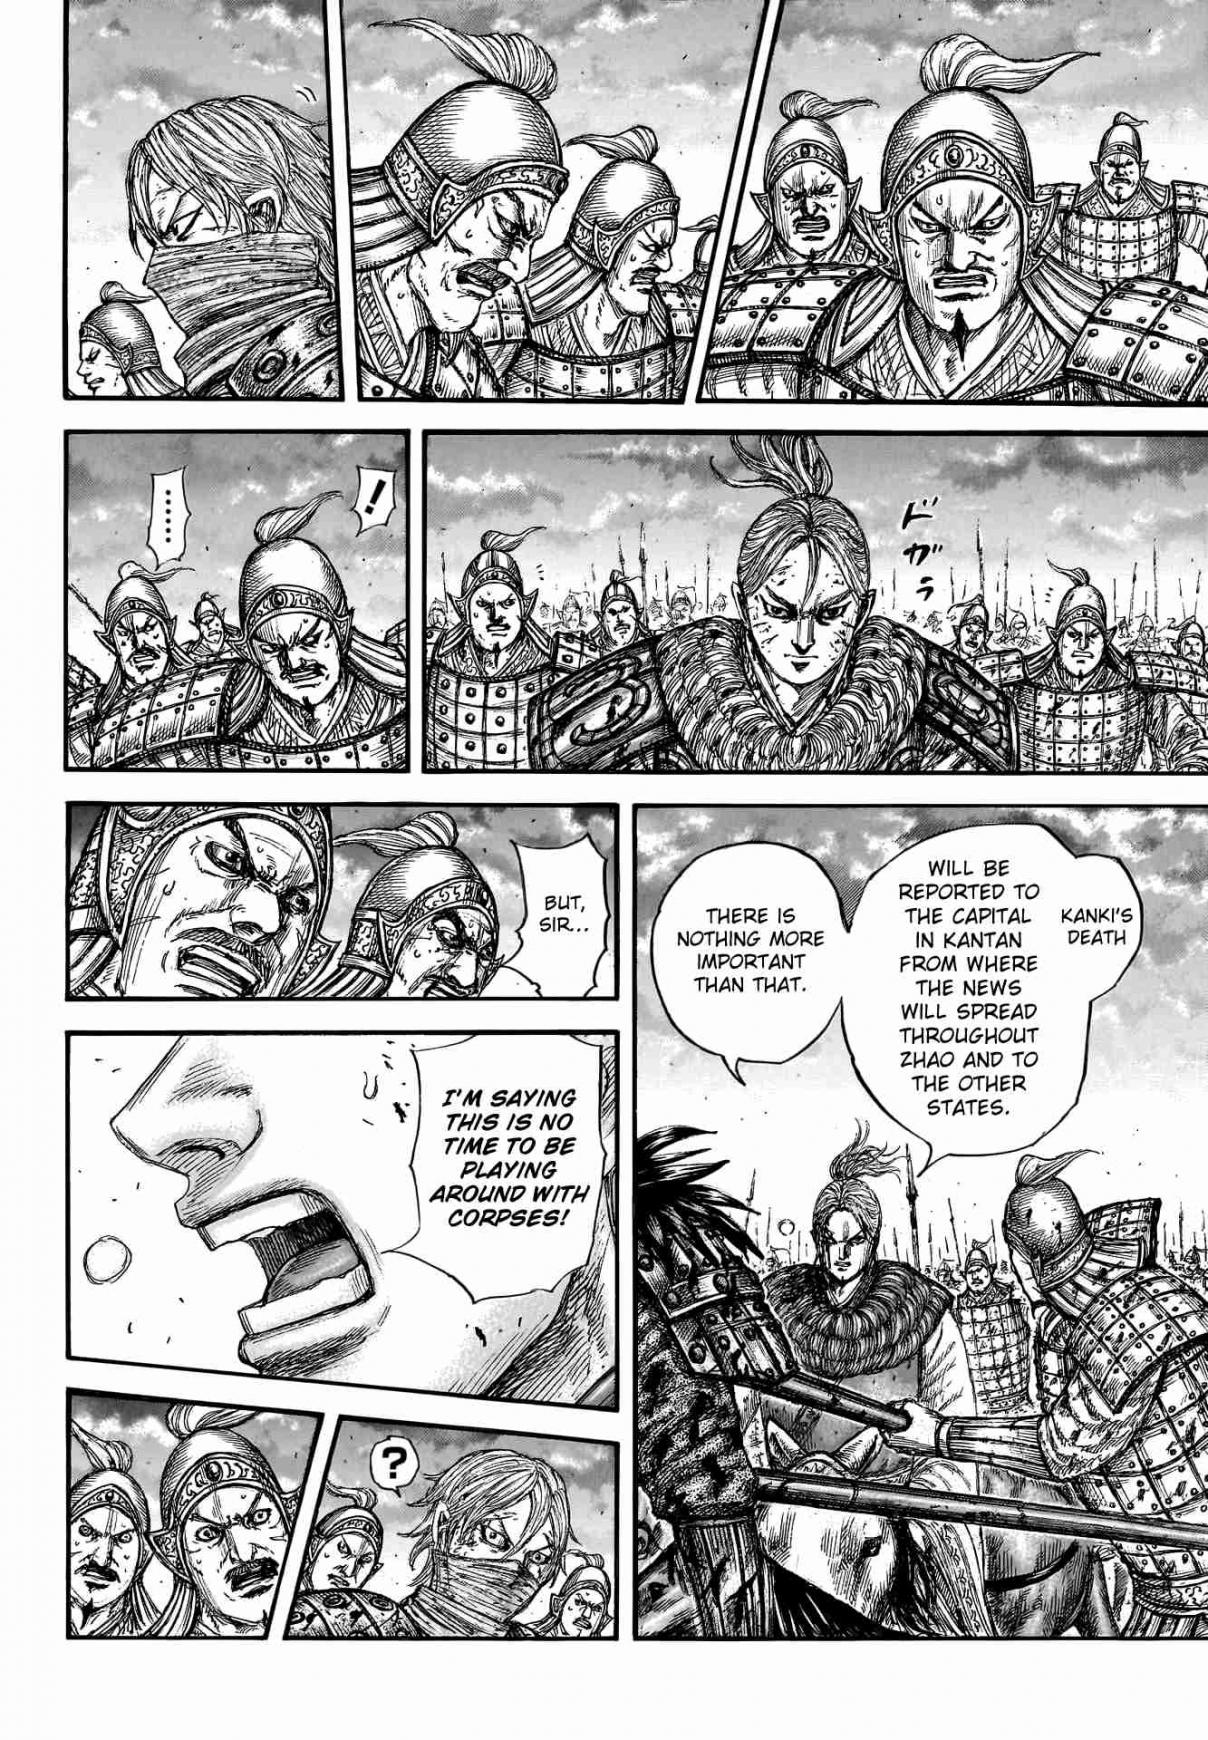 ドガラ
!
......
KANKI'S
DEATH
WILL BE
REPORTED TO
THE CAPITAL
IN KANTAN
FROM WHERE
THE NEWS
WILL SPREAD
THROUGHOUT
ZHAO AND TO
THE OTHER
STATES.
THERE IS
NOTHING MORE
IMPORTANT
THAN THAT.
BUT,
SIR...
I'M SAYING
THIS IS NO
TIME TO BE
PLAYING
AROUND WITH
CORPSES!
?